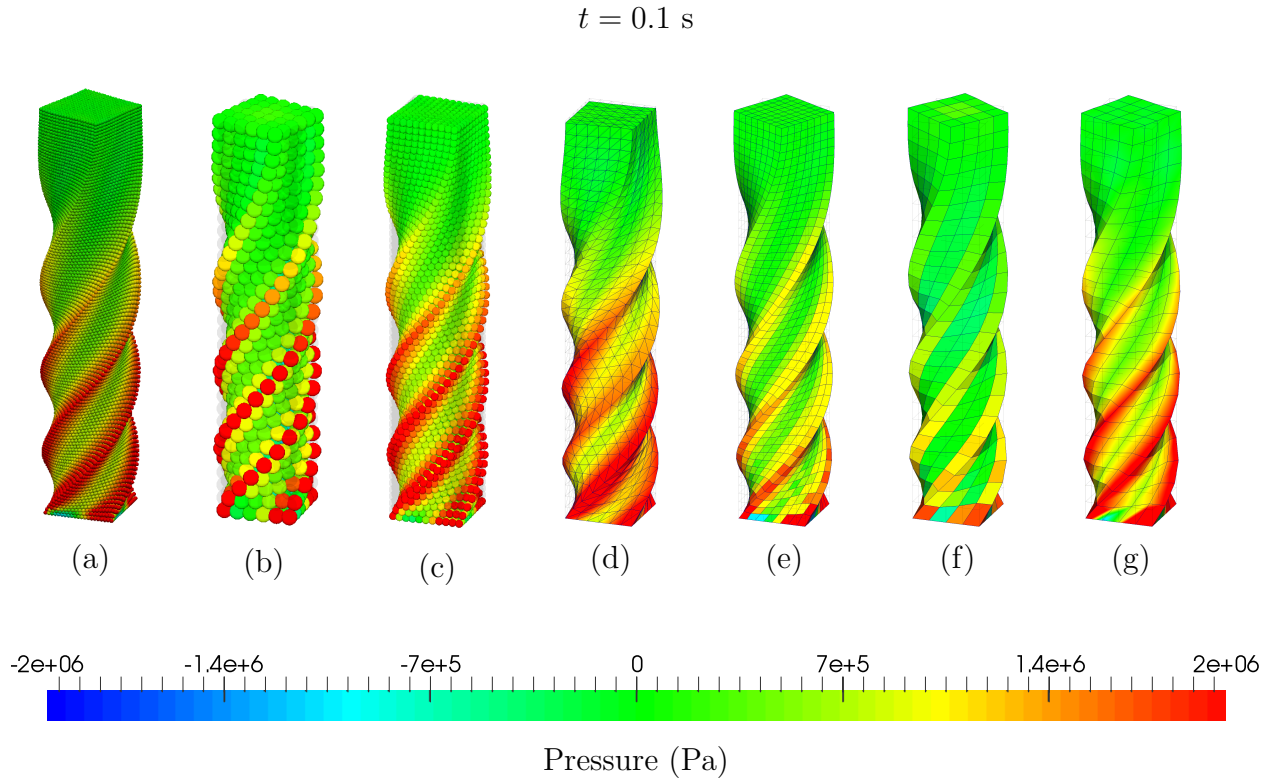 t = 0.1 s
(a) (b) (c) (d) (e) (f) (g)
-2e+06 -1.4e+6 -7e+5 0 7e+5 1.4e+6 2e+06
Pressure (Pa)